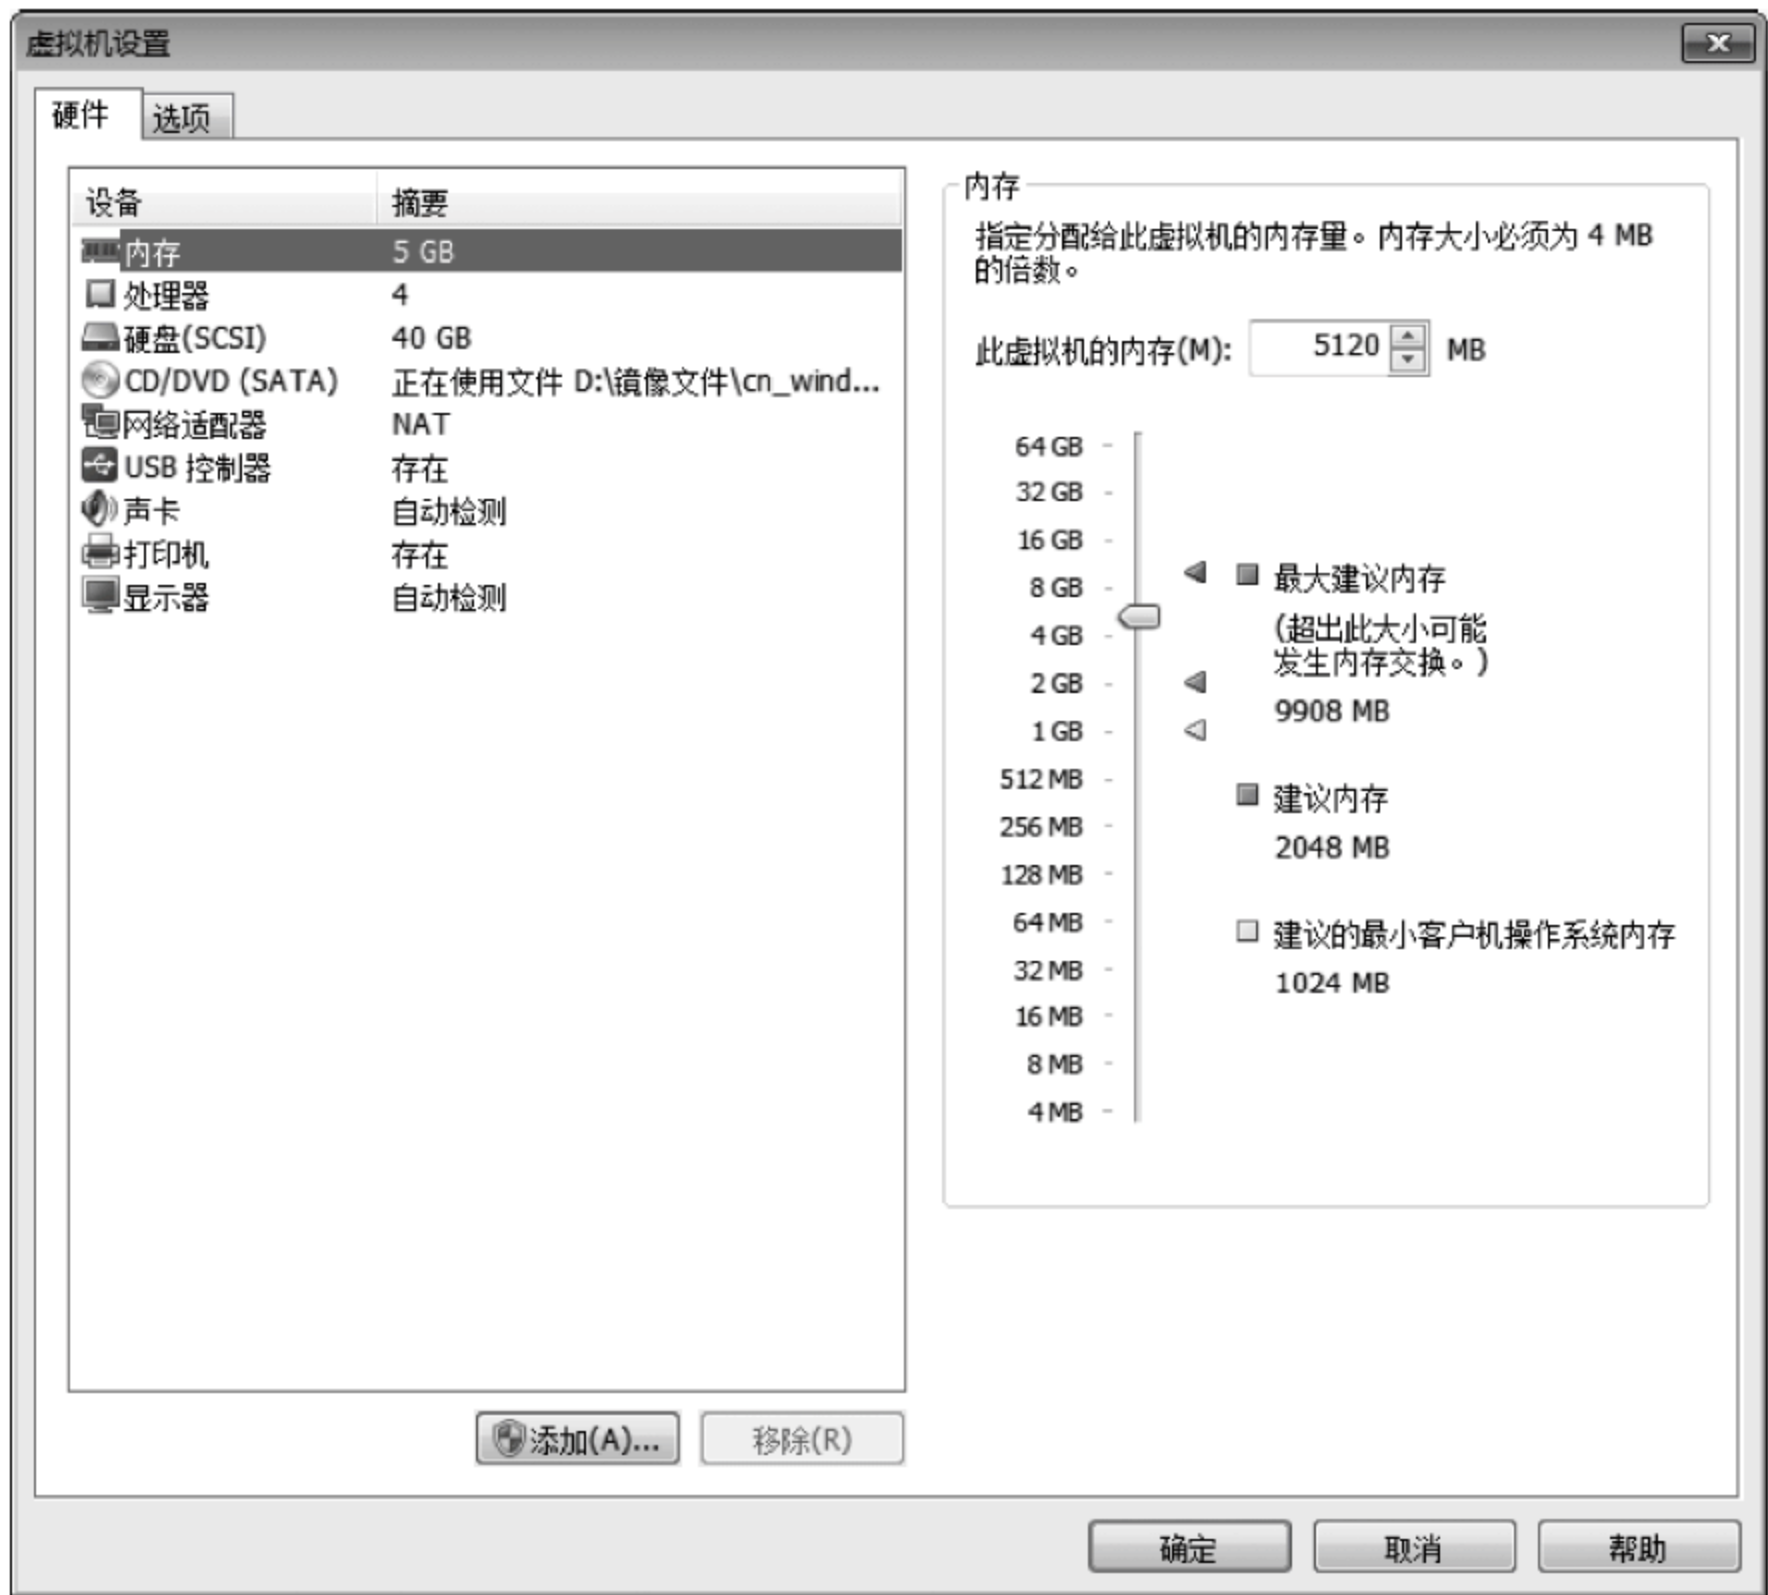 虚拟机设置
硬件 选项
设备 摘要
内存 5 GB
处理器 4
硬盘(SCSI) 40 GB
CD/DVD (SATA) 正在使用文件 D:\镜像文件\cn_wind...
网络适配器 NAT
USB 控制器 存在
声卡 自动检测
打印机 存在
显示器 自动检测
添加(A)... 移除(R)
内存
指定分配给此虚拟机的内存量。内存大小必须为 4 MB
的倍数。
此虚拟机的内存(M): 5120 MB
64 GB
32 GB
16 GB
8 GB
4 GB
2 GB
1 GB
512 MB
256 MB
128 MB
64 MB
32 MB
16 MB
8 MB
4 MB
最大建议内存
(超出此大小可能
发生内存交换。)
9908 MB
建议内存
2048 MB
建议的最小客户机操作系统内存
1024 MB
确定 取消 帮助